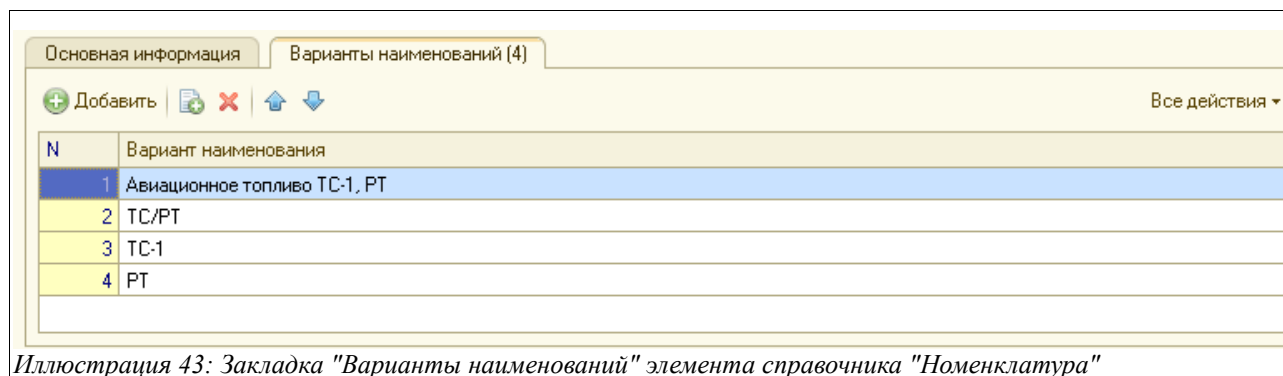 Основная информация Варианты наименований (4)
Добавить Все действия
N Вариант наименования
1 Авиационное топливо ТС-1, РТ
2 ТС/РТ
3 ТС-1
4 РТ
Иллюстрация 43: Закладка "Варианты наименований" элемента справочника "Номенклатура"